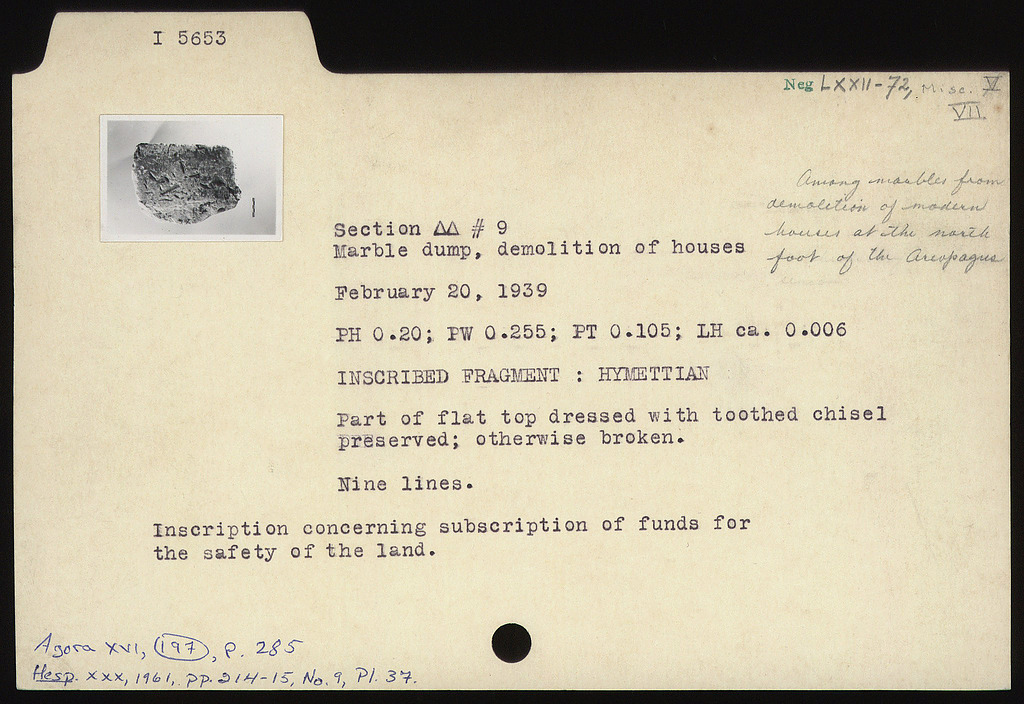 I 5653
Neg LXXII-72, Misc. V
VII.
Among marbles from
demolition of modern
houses at the north
foot of the Areopagus
Section ΔΔ # 9
Marble dump, demolition of houses
February 20, 1939
PH 0.20; PW 0.255; PT 0.105; LH ca. 0.006
INSCRIBED FRAGMENT : HYMETTIAN
Part of flat top dressed with toothed chisel
preserved; otherwise broken.
Nine lines.
Inscription concerning subscription of funds for
the safety of the land.
Agora XVI, 197, p. 285
Hesp. XXX, 1961, pp. 214-15, No. 9, Pl. 37.